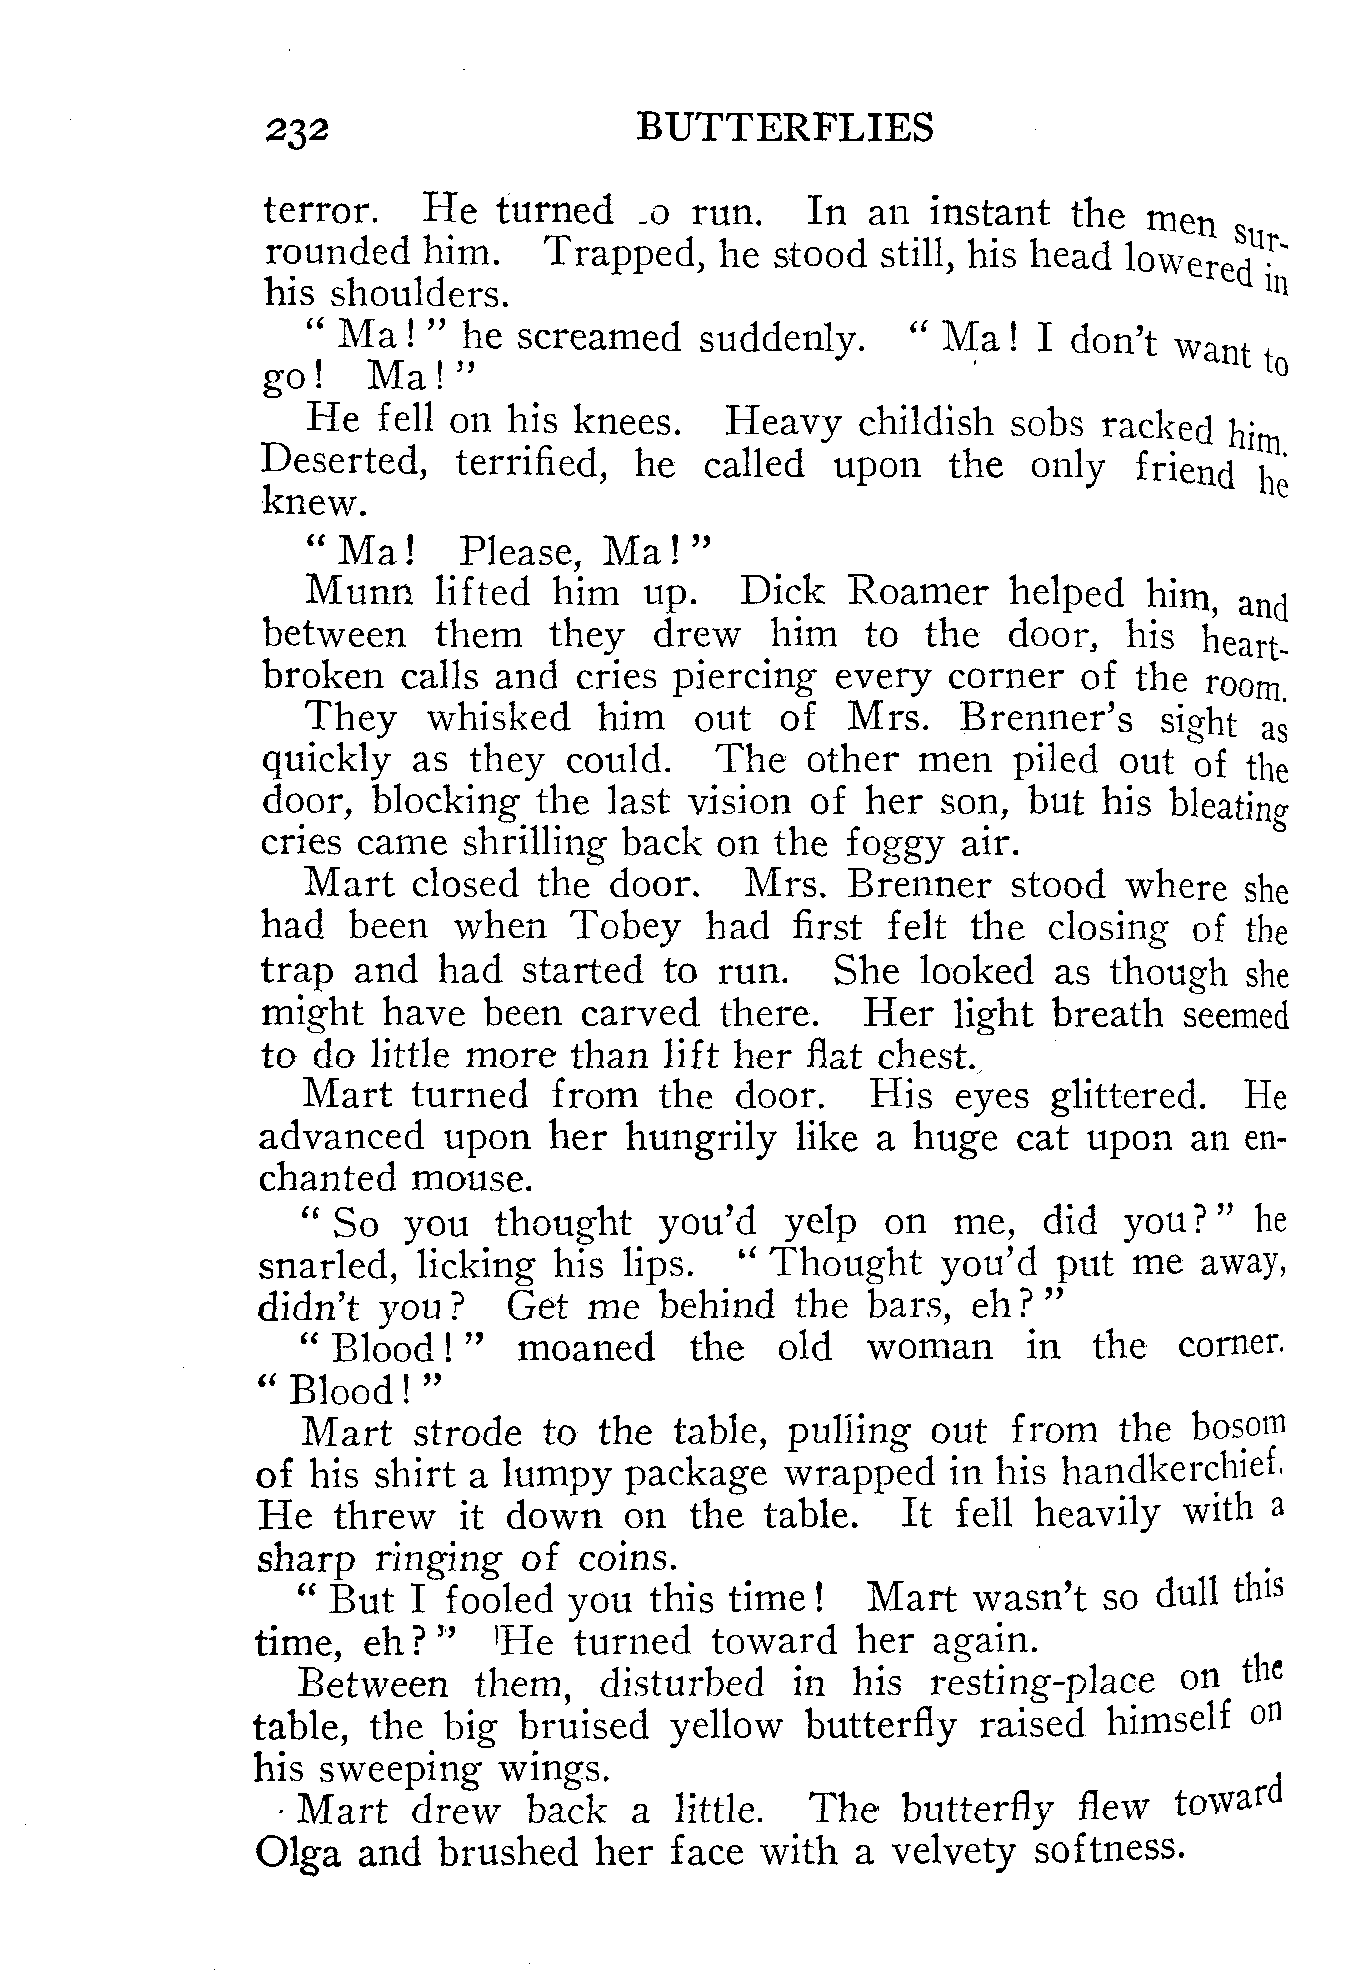 232 BUTTERFLIES
terror. He turned _o run. In an instant the men sur-
rounded him. Trapped, he stood still, his head lowered in
his shoulders.
" Ma ! " he screamed suddenly. " Ma ! I don't want to
go ! Ma ! "
He fell on his knees. Heavy childish sobs racked him.
Deserted, terrified, he called upon the only friend he
knew.
" Ma ! Please, Ma ! "
Munn lifted him up. Dick Roamer helped him, and
between them they drew him to the door, his heart-
broken calls and cries piercing every corner of the room.
They whisked him out of Mrs. Brenner's sight as
quickly as they could. The other men piled out of the
door, blocking the last vision of her son, but his bleating
cries came shrilling back on the foggy air.
Mart closed the door. Mrs. Brenner stood where she
had been when Tobey had first felt the closing of the
trap and had started to run. She looked as though she
might have been carved there. Her light breath seemed
to do little more than lift her flat chest.
Mart turned from the door. His eyes glittered. He
advanced upon her hungrily like a huge cat upon an en-
chanted mouse.
" So you thought you'd yelp on me, did you ? " he
snarled, licking his lips. " Thought you'd put me away,
didn't you ? Get me behind the bars, eh ? "
" Blood ! " moaned the old woman in the corner.
" Blood ! "
Mart strode to the table, pulling out from the bosom
of his shirt a lumpy package wrapped in his handkerchief.
He threw it down on the table. It fell heavily with a
sharp ringing of coins.
" But I fooled you this time ! Mart wasn't so dull this
time, eh ? " He turned toward her again.
Between them, disturbed in his resting-place on the
table, the big bruised yellow butterfly raised himself on
his sweeping wings.
Mart drew back a little. The butterfly flew toward
Olga and brushed her face with a velvety softness.